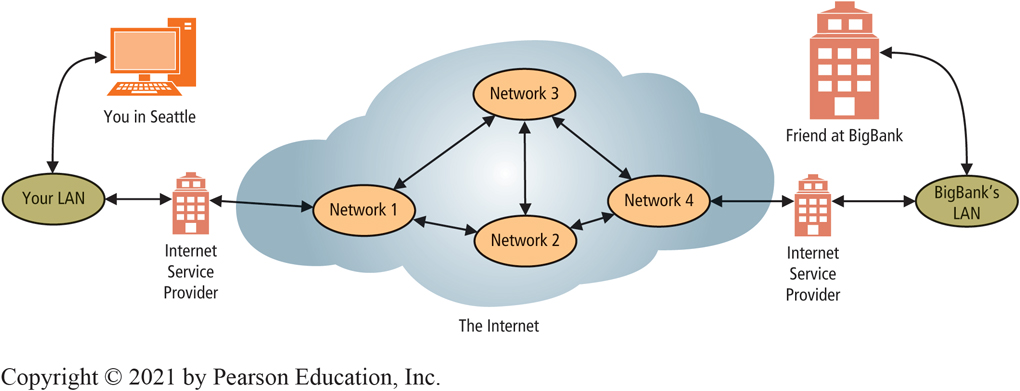 You in Seattle
Your LAN
Internet
Service
Provider
Network 1
Network 3
Network 2
Network 4
The Internet
Friend at BigBank
Internet
Service
Provider
BigBank's
LAN
Copyright © 2021 by Pearson Education, Inc.